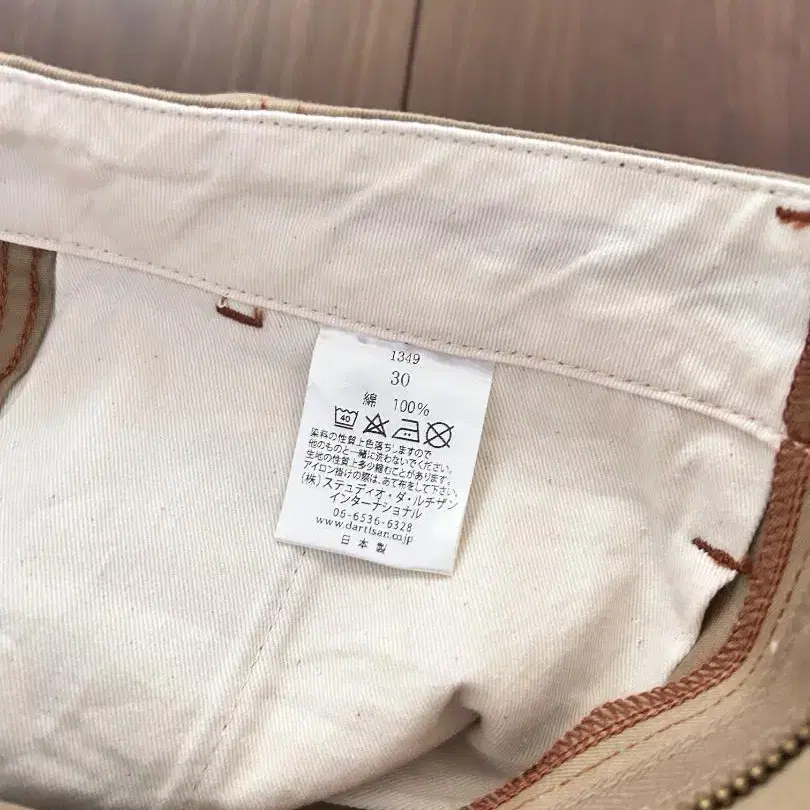 1349
30
綿 100%
40
染料の性質上色落ちしますので
他のものと一緒に洗わないでください。
生地の性質上多少縮むことがあります。
アイロン掛けの際は、あて布をして下さい。
(株)ステュディオ・ダ・ルチザン
インターナショナル
06-6536-6328
www.dartisan.co.jp
日本製